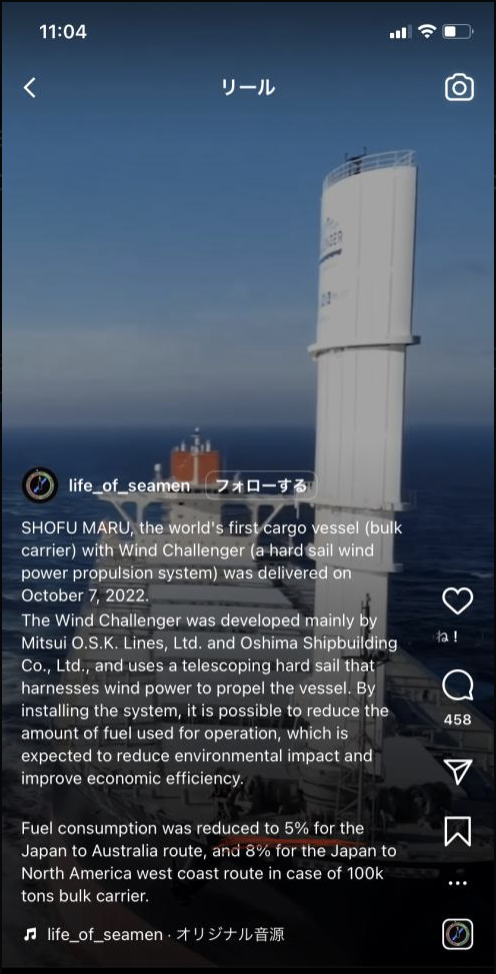 11:04
リール
life_of_seamen フォローする
SHOFU MARU, the world's first cargo vessel (bulk
carrier) with Wind Challenger (a hard sail wind
power propulsion system) was delivered on
October 7, 2022.
The Wind Challenger was developed mainly by
Mitsui O.S.K. Lines, Ltd. and Oshima Shipbuilding
Co., Ltd., and uses a telescoping hard sail that
harnesses wind power to propel the vessel. By
installing the system, it is possible to reduce the
amount of fuel used for operation, which is
expected to reduce environmental impact and
improve economic efficiency.
Fuel consumption was reduced to 5% for the
Japan to Australia route, and 8% for the Japan to
North America west coast route in case of 100k
tons bulk carrier.
ね!
458
life_of_seamen · オリジナル音源